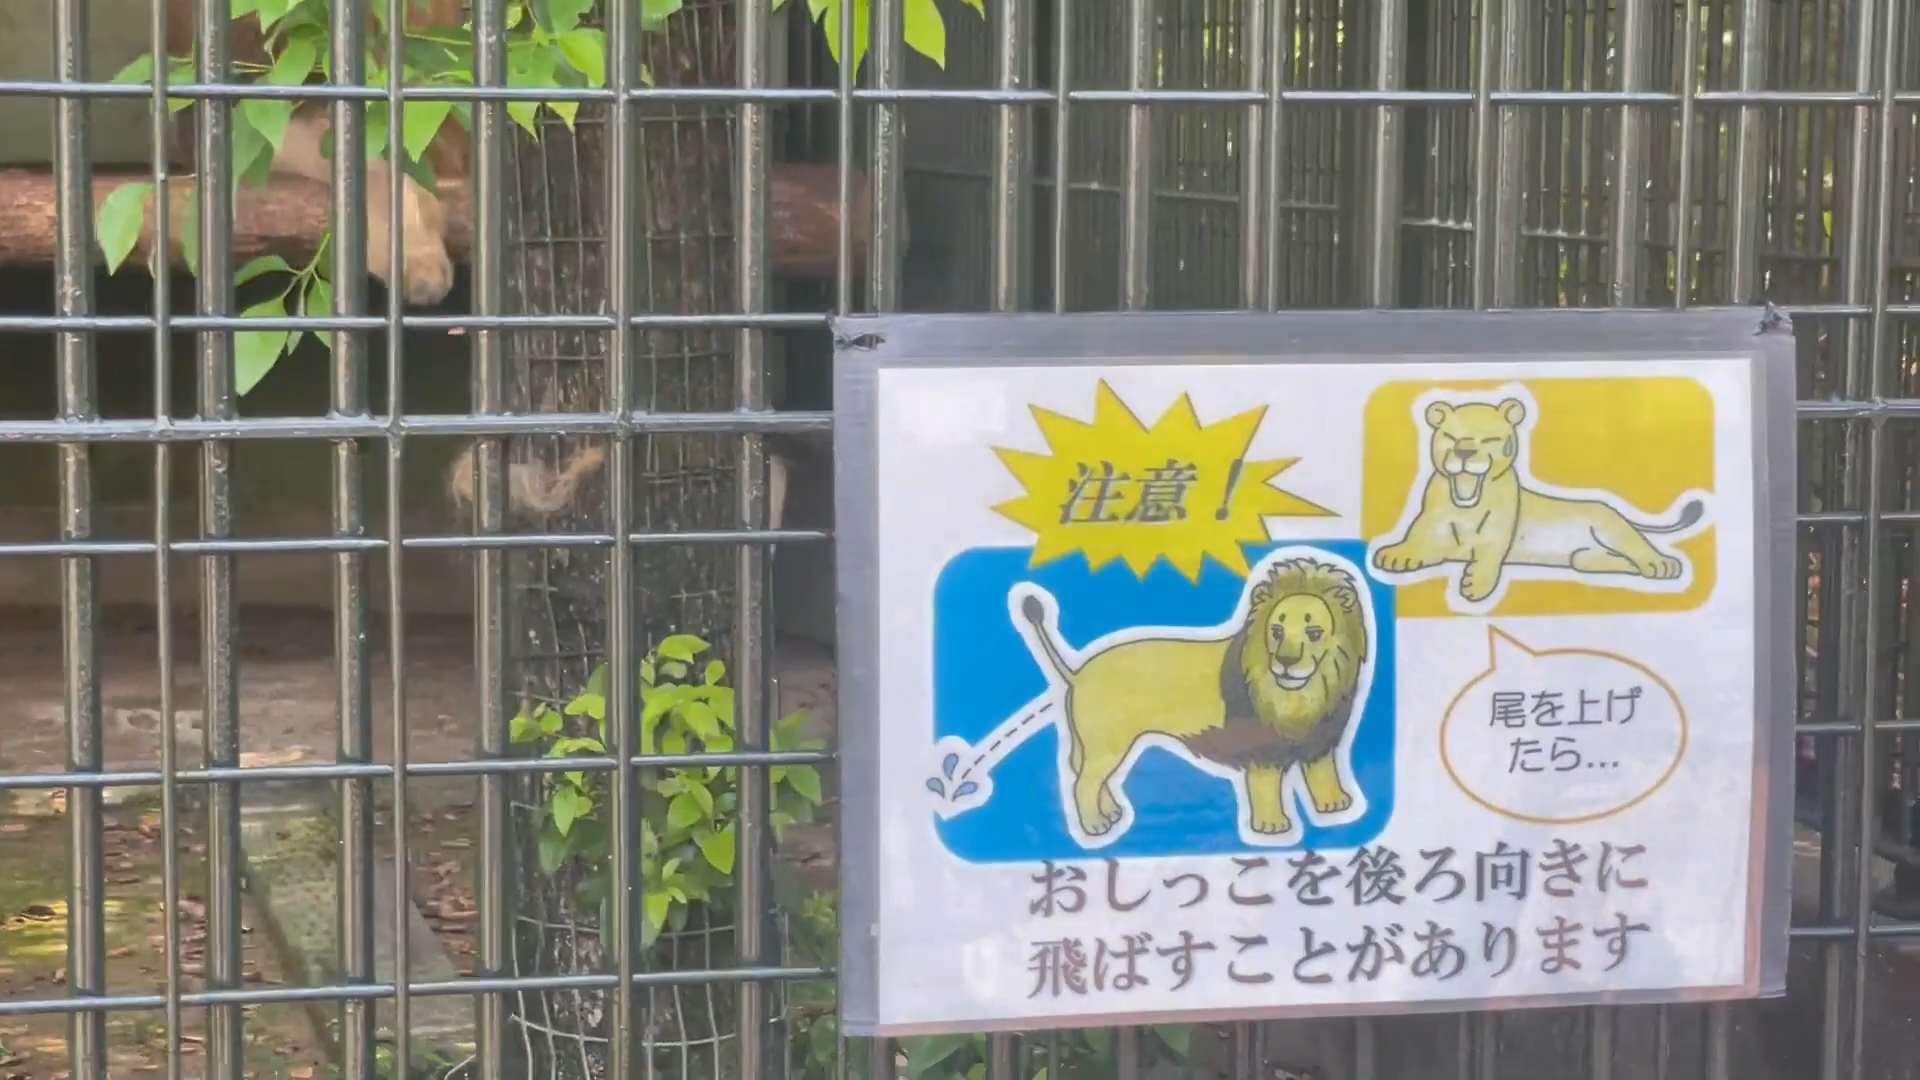 注意!
尾を上げ
たら...
おしっこを後ろ向きに
飛ばすことがあります